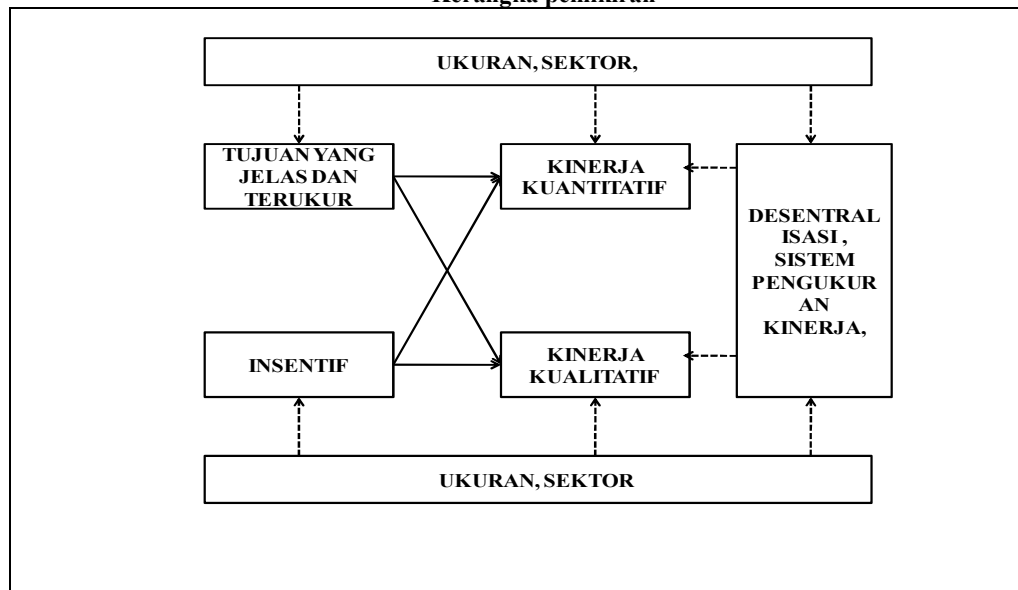 Kerangka pemikiran
UKURAN, SEKTOR,
TUJUAN YANG
JELAS DAN
TERUKUR
KINERJA
KUANTITATIF
DESENTRAL
ISASI ,
SISTEM
PENGUKUR
AN
KINERJA,
INSENTIF
KINERJA
KUALITATIF
UKURAN, SEKTOR